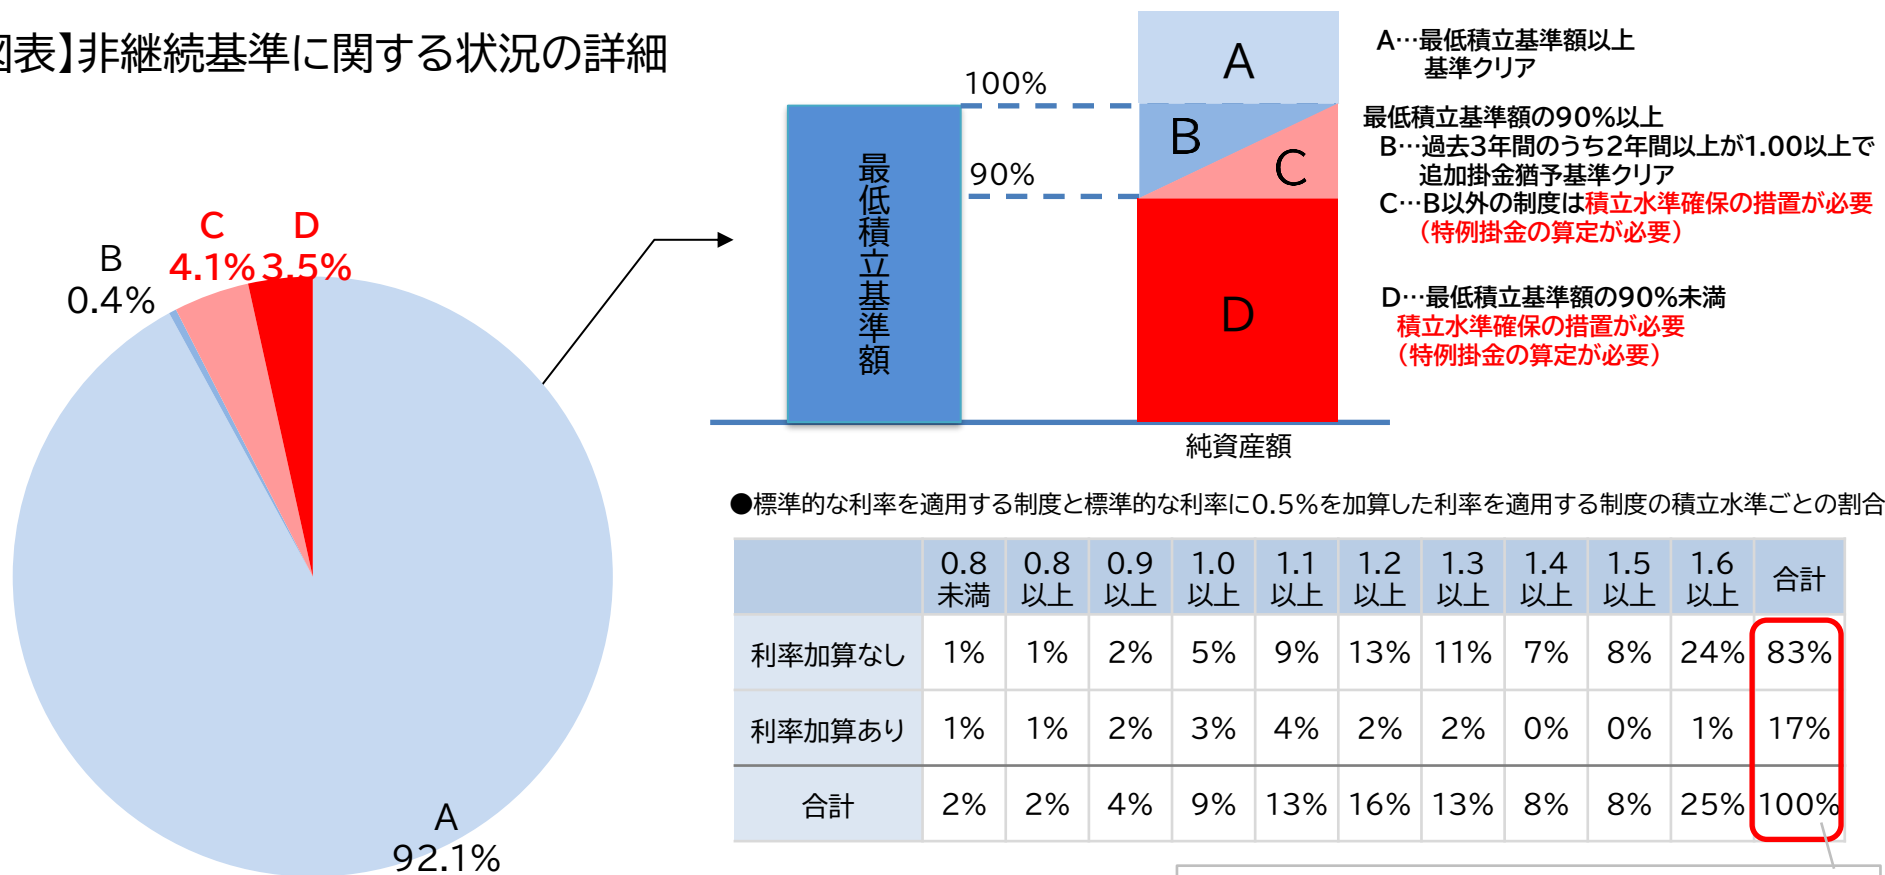 図表】非継続基準に関する状況の詳細
A
92.1%
B
0.4%
C
4.1%
D
3.5%
最低積立基準額
100%
90%
A
B
C
D
純資産額
A…最低積立基準額以上
基準クリア
最低積立基準額の90%以上
B…過去3年間のうち2年間以上が1.00以上で
追加掛金猶予基準クリア
C…B以外の制度は積立水準確保の措置が必要
（特例掛金の算定が必要）
D…最低積立基準額の90%未満
積立水準確保の措置が必要
（特例掛金の算定が必要）
●標準的な利率を適用する制度と標準的な利率に0.5%を加算した利率を適用する制度の積立水準ごとの割合
0.8未満 0.8以上 0.9以上 1.0以上 1.1以上 1.2以上 1.3以上 1.4以上 1.5以上 1.6以上 合計
利率加算なし 1% 1% 2% 5% 9% 13% 11% 7% 8% 24% 83%
利率加算あり 1% 1% 2% 3% 4% 2% 2% 0% 0% 1% 17%
合計 2% 2% 4% 9% 13% 16% 13% 8% 8% 25% 100%